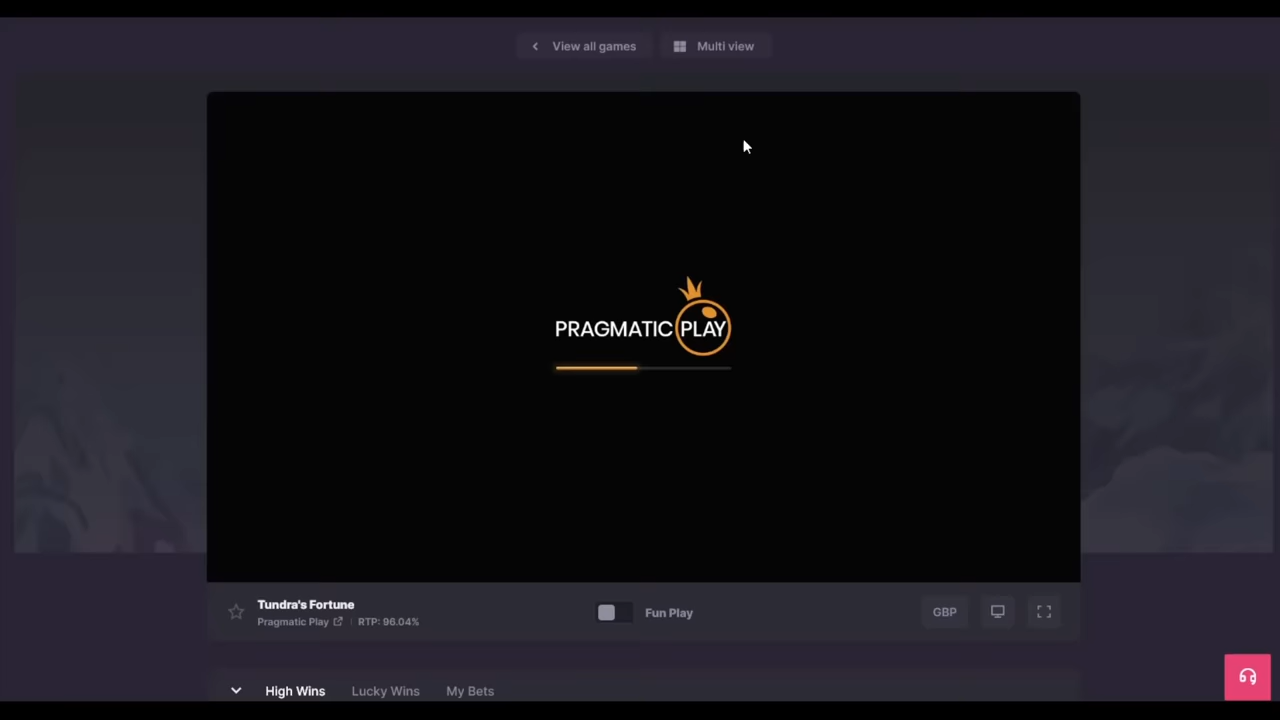 View all games
Multi view
PRAGMATIC PLAY
Tundra's Fortune
Pragmatic Play | RTP: 96.04%
Fun Play
GBP
High Wins
Lucky Wins
My Bets